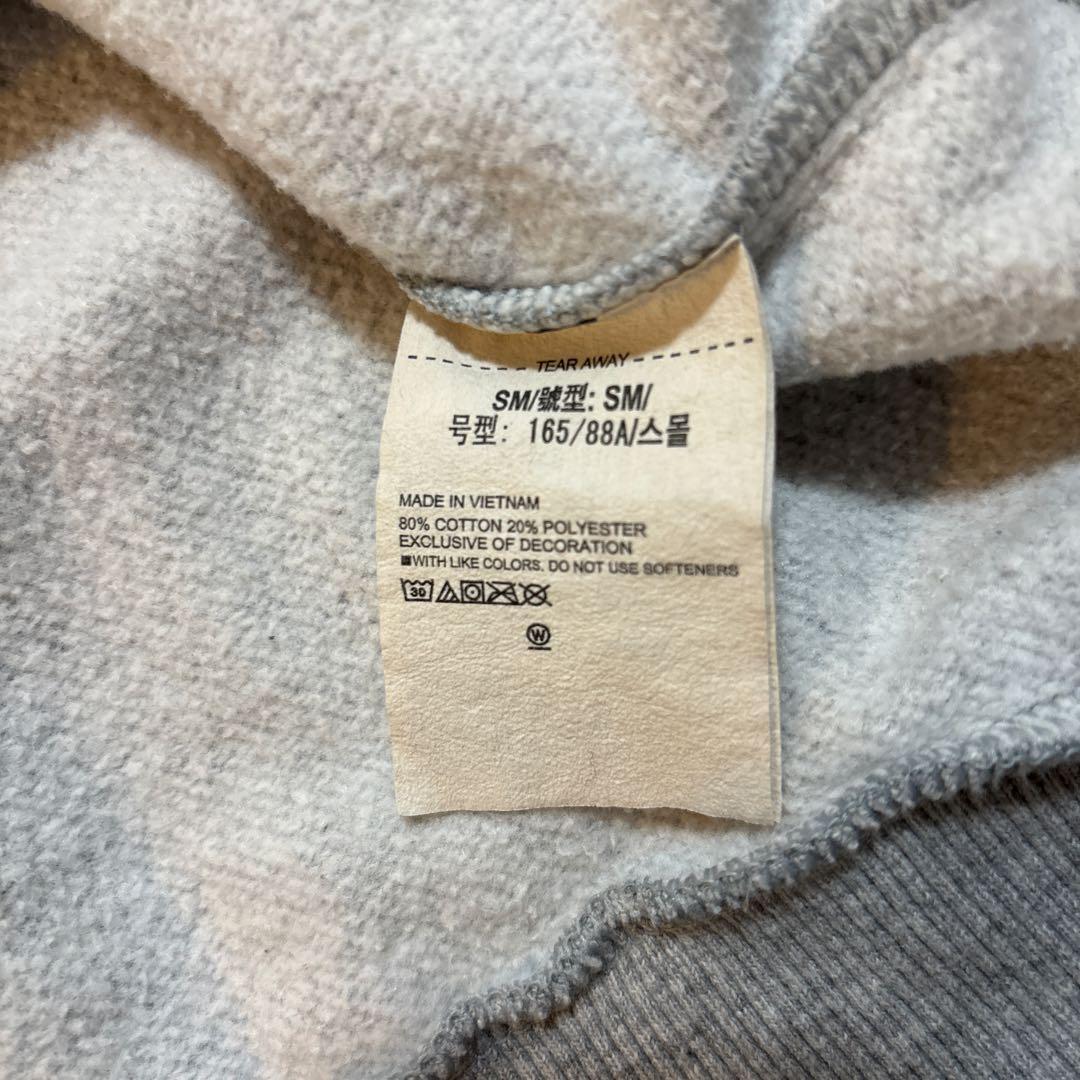 TEAR AWAY
SM/號型: SM/
号型: 165/88A/스몰
MADE IN VIETNAM
80% COTTON 20% POLYESTER
EXCLUSIVE OF DECORATION
WITH LIKE COLORS. DO NOT USE SOFTENERS
30
W